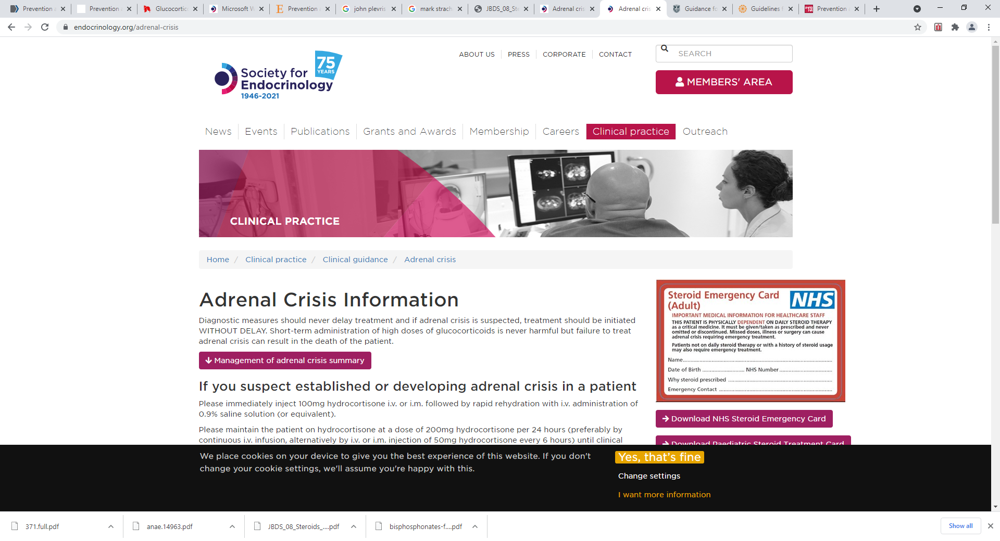 Prevention
Prevention
Glucocortic
Microsoft W
Prevention
john plevris
mark strach
JBDS_08_Ste
Adrenal cris
Adrenal cris
Guidance fo
Guidelines f
Prevention
endocrinology.org/adrenal-crisis
ABOUT US
PRESS
CORPORATE
CONTACT
SEARCH
MEMBERS' AREA
75
YEARS
Society for
Endocrinology
1946-2021
News
Events
Publications
Grants and Awards
Membership
Careers
Clinical practice
Outreach
CLINICAL PRACTICE
Home / Clinical practice / Clinical guidance / Adrenal crisis
Adrenal Crisis Information
Diagnostic measures should never delay treatment and if adrenal crisis is suspected, treatment should be initiated
WITHOUT DELAY. Short-term administration of high doses of glucocorticoids is never harmful but failure to treat
adrenal crisis can result in the death of the patient.
Management of adrenal crisis summary
If you suspect established or developing adrenal crisis in a patient
Please immediately inject 100mg hydrocortisone i.v. or i.m. followed by rapid rehydration with i.v. administration of
0.9% saline solution (or equivalent).
Please maintain the patient on hydrocortisone at a dose of 200mg hydrocortisone per 24 hours (preferably by
continuous i.v. infusion, alternatively by i.v. or i.m. injection of 50mg hydrocortisone every 6 hours) until clinical
Steroid Emergency Card
(Adult)
NHS
IMPORTANT MEDICAL INFORMATION FOR HEALTHCARE STAFF
THIS PATIENT IS PHYSICALLY DEPENDENT ON DAILY STEROID THERAPY
as a critical medicine. It must be given/taken as prescribed and never
omitted or discontinued. Missed doses, illness or surgery can cause
adrenal crisis requiring emergency treatment.
Patients not on daily steroid therapy or with a history of steroid usage
may also require emergency treatment.
Name
Date of Birth NHS Number
Why steroid prescribed
Emergency Contact
Download NHS Steroid Emergency Card
Download Paediatric Steroid Treatment Card
We place cookies on your device to give you the best experience of this website. If you don't
change your cookie settings, we'll assume you're happy with this.
Yes, that's fine
Change settings
I want more information
371.full.pdf
anae.14963.pdf
JBDS_08_Steroids_....pdf
bisphosphonates-f....pdf
Show all